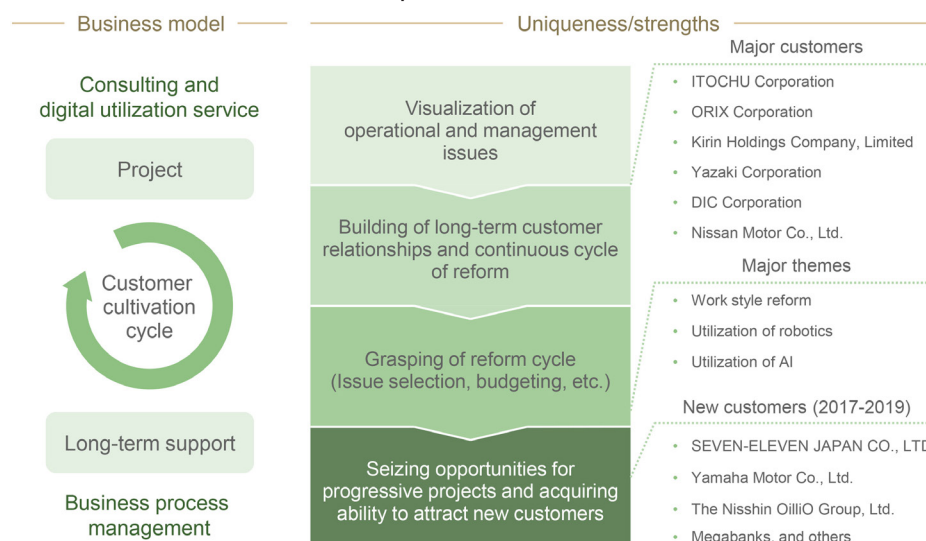 Business model
Uniqueness/strengths
Consulting and
digital utilization service
Project
Customer
cultivation
cycle
Long-term support
Business process
management
Visualization of
operational and management
issues
Building of long-term customer
relationships and continuous cycle
of reform
Grasping of reform cycle
(Issue selection, budgeting, etc.)
Seizing opportunities for
progressive projects and acquiring
ability to attract new customers
Major customers
• ITOCHU Corporation
• ORIX Corporation
• Kirin Holdings Company, Limited
• Yazaki Corporation
• DIC Corporation
• Nissan Motor Co., Ltd.
Major themes
• Work style reform
• Utilization of robotics
• Utilization of AI
New customers (2017-2019)
• SEVEN-ELEVEN JAPAN CO., LTD
• Yamaha Motor Co., Ltd.
• The Nisshin OilliO Group, Ltd.
• Megabanks, and others